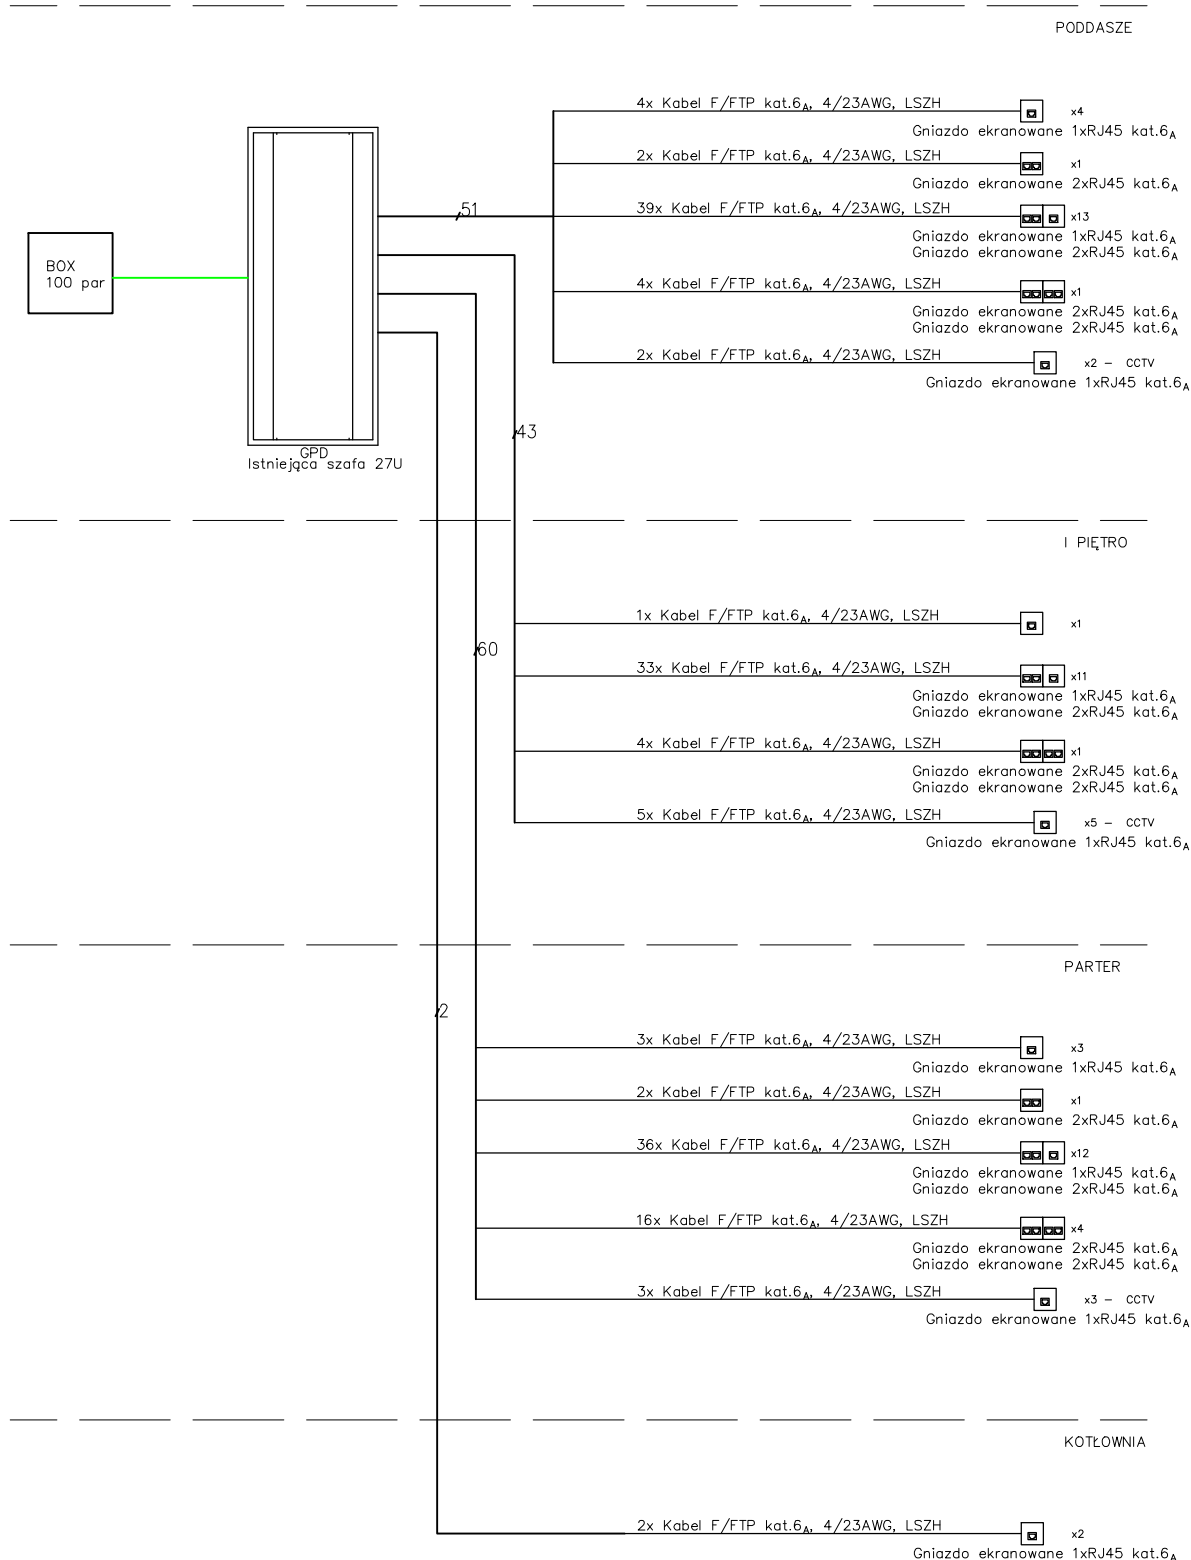 PODDASZE
4x Kabel F/FTP kat.6A, 4/23AWG, LSZH
x4
Gniazdo ekranowane 1xRJ45 kat.6A
2x Kabel F/FTP kat.6A, 4/23AWG, LSZH
x1
Gniazdo ekranowane 2xRJ45 kat.6A
51
39x Kabel F/FTP kat.6A, 4/23AWG, LSZH
x13
Gniazdo ekranowane 1xRJ45 kat.6A
Gniazdo ekranowane 2xRJ45 kat.6A
BOX
100 par
4x Kabel F/FTP kat.6A, 4/23AWG, LSZH
x1
Gniazdo ekranowane 2xRJ45 kat.6A
Gniazdo ekranowane 2xRJ45 kat.6A
2x Kabel F/FTP kat.6A, 4/23AWG, LSZH
x2 - CCTV
Gniazdo ekranowane 1xRJ45 kat.6A
43
GPD
Istniejąca szafa 27U
I PIĘTRO
1x Kabel F/FTP kat.6A, 4/23AWG, LSZH
x1
60
33x Kabel F/FTP kat.6A, 4/23AWG, LSZH
x11
Gniazdo ekranowane 1xRJ45 kat.6A
Gniazdo ekranowane 2xRJ45 kat.6A
4x Kabel F/FTP kat.6A, 4/23AWG, LSZH
x1
Gniazdo ekranowane 2xRJ45 kat.6A
Gniazdo ekranowane 2xRJ45 kat.6A
5x Kabel F/FTP kat.6A, 4/23AWG, LSZH
x5 - CCTV
Gniazdo ekranowane 1xRJ45 kat.6A
PARTER
2
3x Kabel F/FTP kat.6A, 4/23AWG, LSZH
x3
Gniazdo ekranowane 1xRJ45 kat.6A
2x Kabel F/FTP kat.6A, 4/23AWG, LSZH
x1
Gniazdo ekranowane 2xRJ45 kat.6A
36x Kabel F/FTP kat.6A, 4/23AWG, LSZH
x12
Gniazdo ekranowane 1xRJ45 kat.6A
Gniazdo ekranowane 2xRJ45 kat.6A
16x Kabel F/FTP kat.6A, 4/23AWG, LSZH
x4
Gniazdo ekranowane 2xRJ45 kat.6A
Gniazdo ekranowane 2xRJ45 kat.6A
3x Kabel F/FTP kat.6A, 4/23AWG, LSZH
x3 - CCTV
Gniazdo ekranowane 1xRJ45 kat.6A
KOTŁOWNIA
2x Kabel F/FTP kat.6A, 4/23AWG, LSZH
x2
Gniazdo ekranowane 1xRJ45 kat.6A